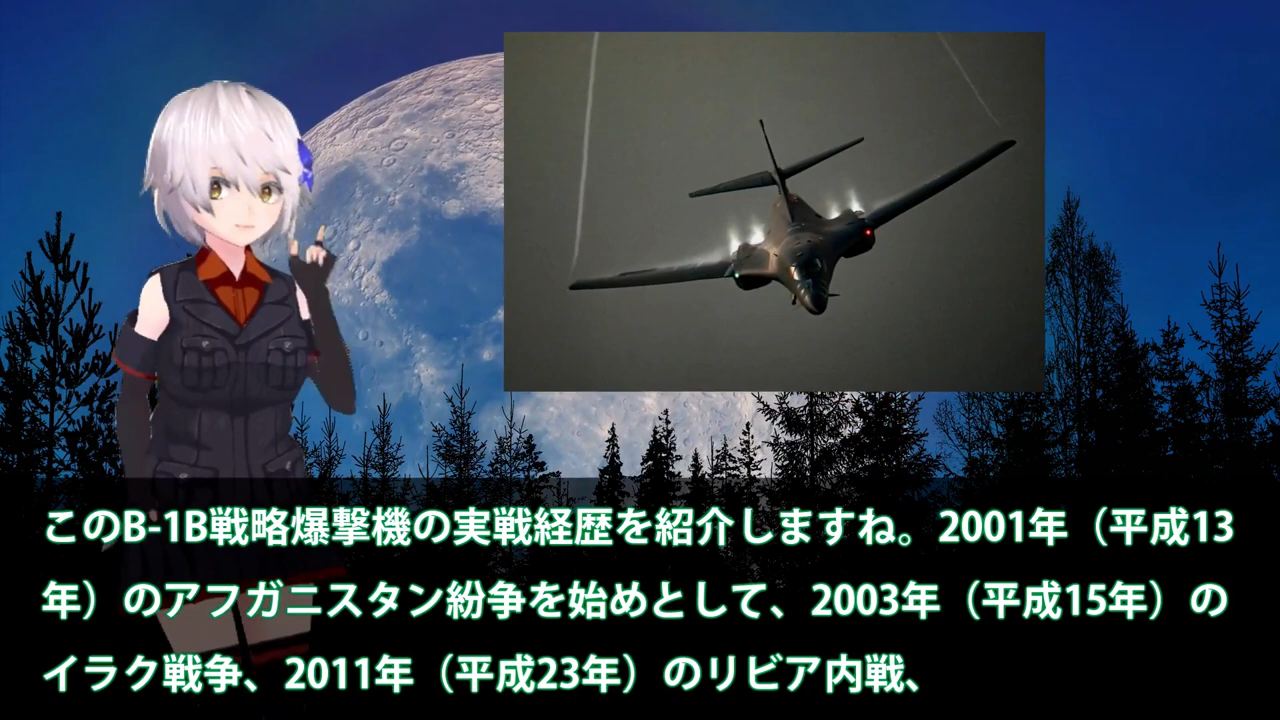 このB-1B戦略爆撃機の実戦経歴を紹介しますね。2001年（平成13
年）のアフガニスタン紛争を始めとして、2003年（平成15年）の
イラク戦争、2011年（平成23年）のリビア内戦、